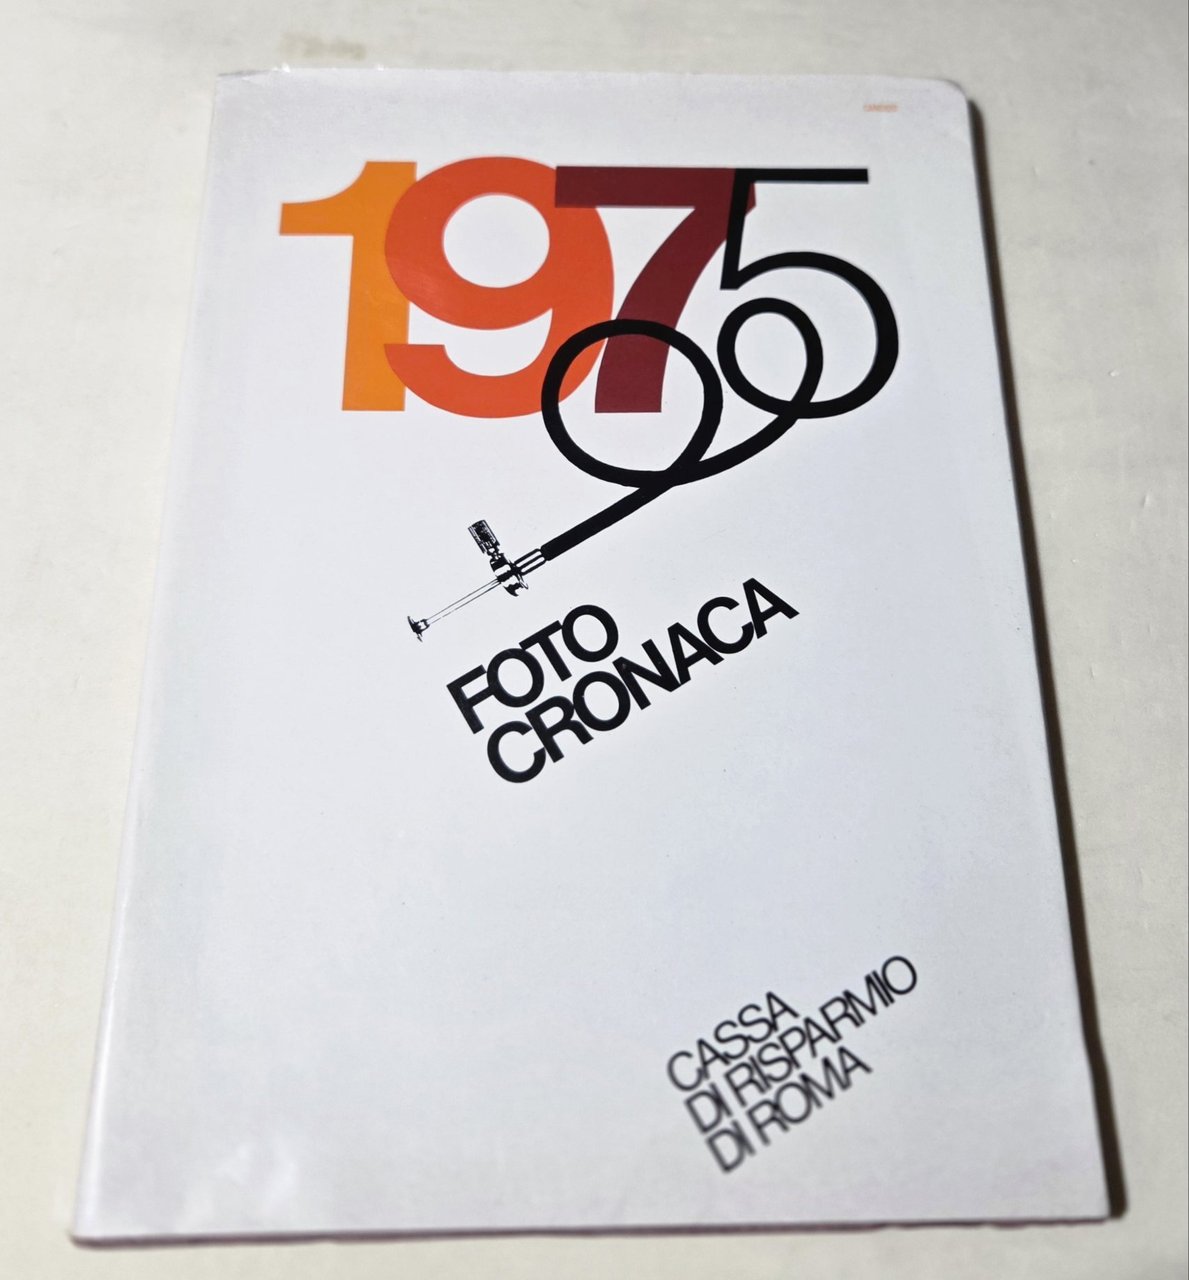 1975
FOTO
CRONACA
CASSA
DI RISPARMIO
DI ROMA